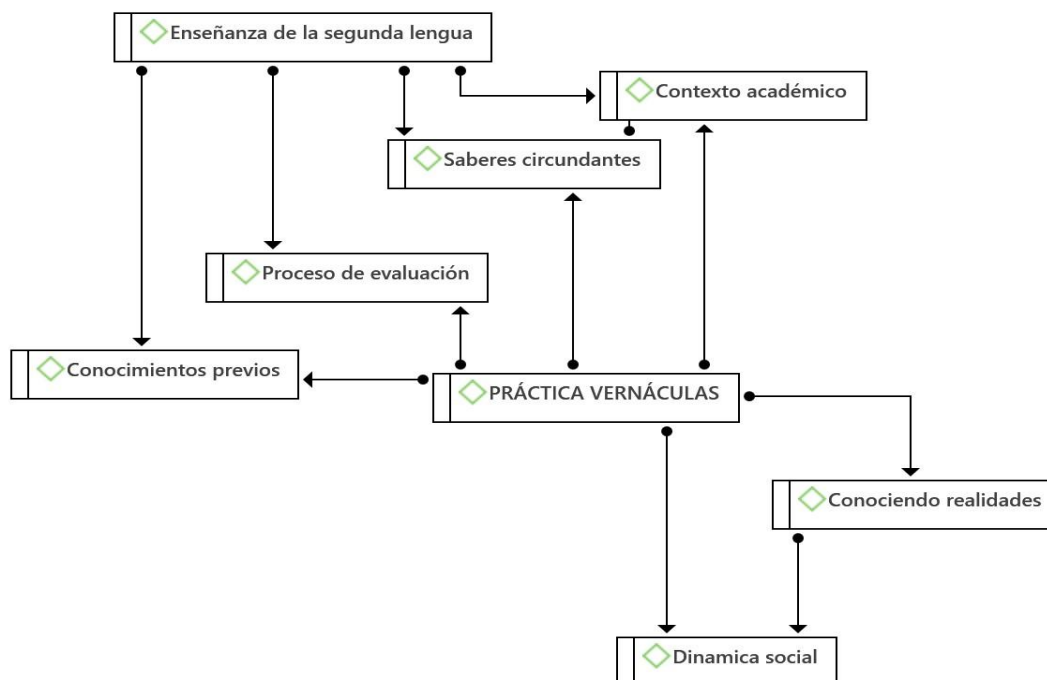 Enseñanza de la segunda lengua
Contexto académico
Saberes circundantes
Proceso de evaluación
Conocimientos previos
PRÁCTICA VERNÁCULAS
Conociendo realidades
Dinamica social